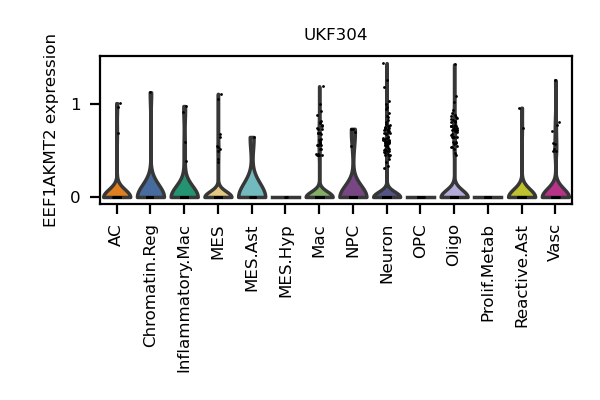 UKF304
EEF1AKMT2 expression
1
0
AC
Chromatin.Reg
Inflammatory.Mac
MES
MES.Ast
MES.Hyp
Mac
NPC
Neuron
OPC
Oligo
Prolif.Metab
Reactive.Ast
Vasc